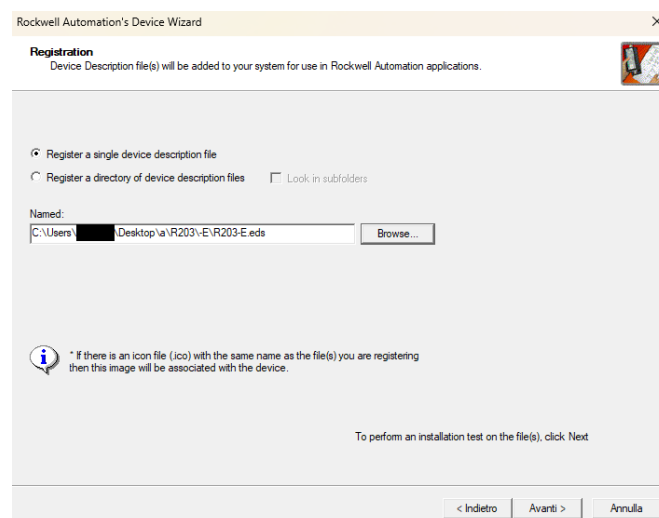 Rockwell Automation's Device Wizard
Registration
Device Description file(s) will be added to your system for use in Rockwell Automation applications.
Register a single device description file
Register a directory of device description files
Look in subfolders
Named:
C:\Users\ \Desktop\a\R203\-E\R203-E.eds
Browse...
* If there is an icon file (.ico) with the same name as the file(s) you are registering
then this image will be associated with the device.
To perform an installation test on the file(s), click Next
< Indietro
Avanti >
Annulla